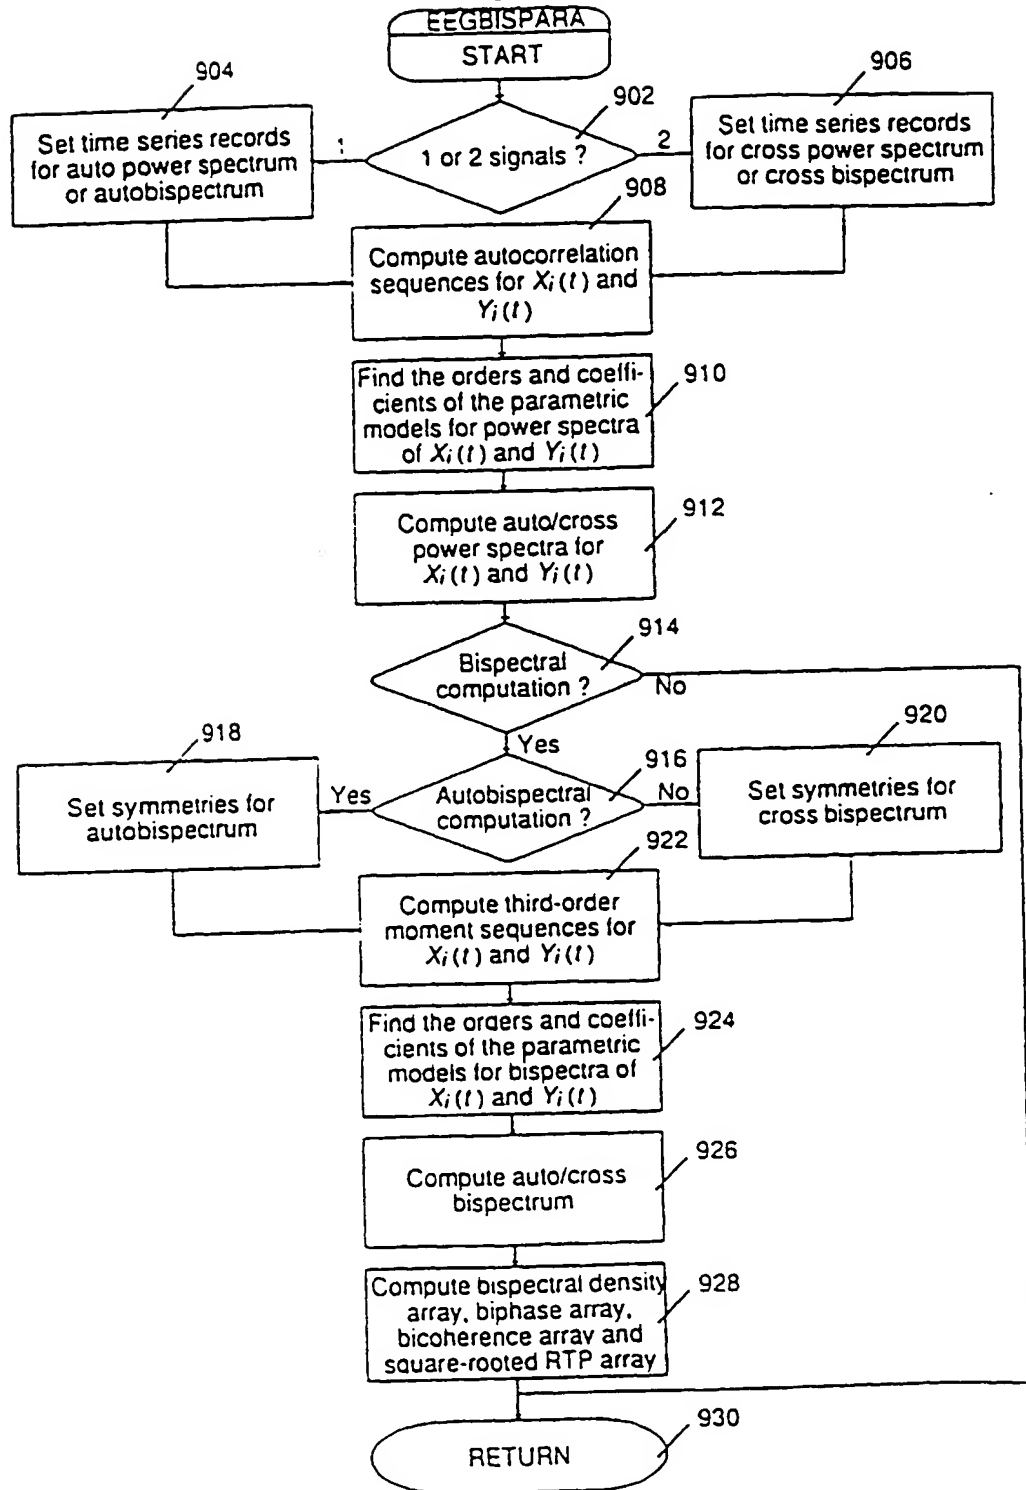 EEGBISPARA
START
904
902
906
Set time series records
for auto power spectrum
or autobispectrum
1
1 or 2 signals ?
2
Set time series records
for cross power spectrum
or cross bispectrum
908
Compute autocorrelation
sequences for Xi(t) and
Yi(t)
910
Find the orders and coeffi-
cients of the parametric
models for power spectra
of Xi(t) and Yi(t)
912
Compute auto/cross
power spectra for
Xi(t) and Yi(t)
914
Bispectral
computation ?
No
Yes
918
916
920
Set symmetries for
autobispectrum
Yes
Autobispectral
computation ?
No
Set symmetries for
cross bispectrum
922
Compute third-order
moment sequences for
Xi(t) and Yi(t)
924
Find the orders and coeffi-
cients of the parametric
models for bispectra of
Xi(t) and Yi(t)
926
Compute auto/cross
bispectrum
928
Compute bispectral density
array, biphase array,
bicoherence array and
square-rooted RTP array
930
RETURN